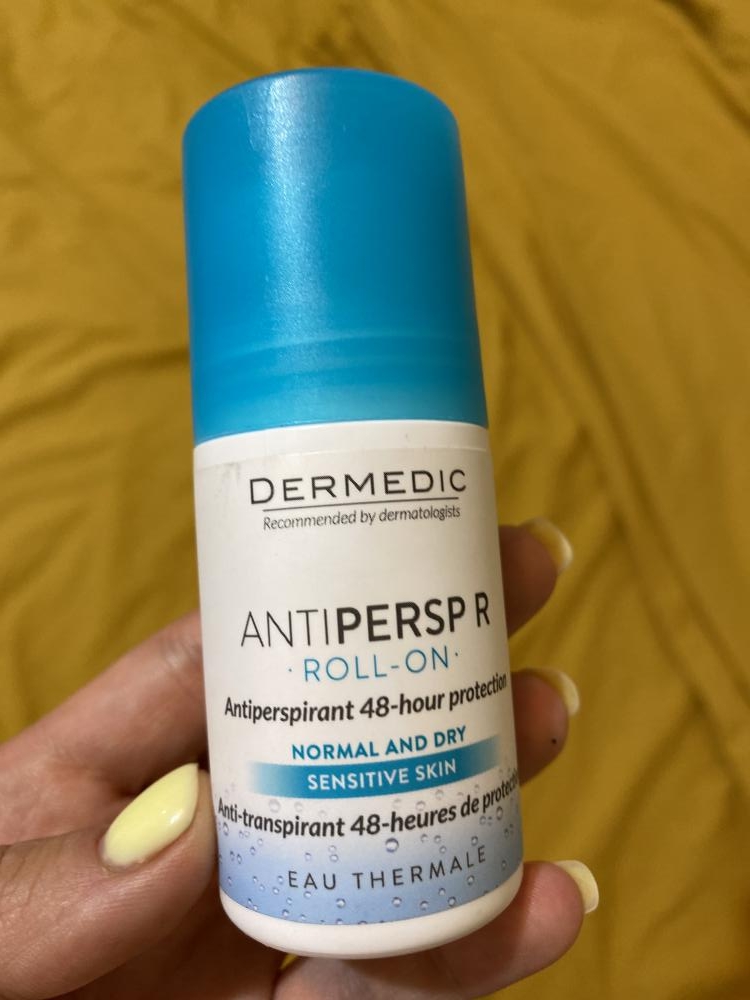 DERMEDIC
Recommended by dermatologists
ANTIPERSP R
·ROLL-ON·
Antiperspirant 48-hour protection
NORMAL AND DRY
SENSITIVE SKIN
Anti-transpirant 48-heures de protection
EAU THERMALE